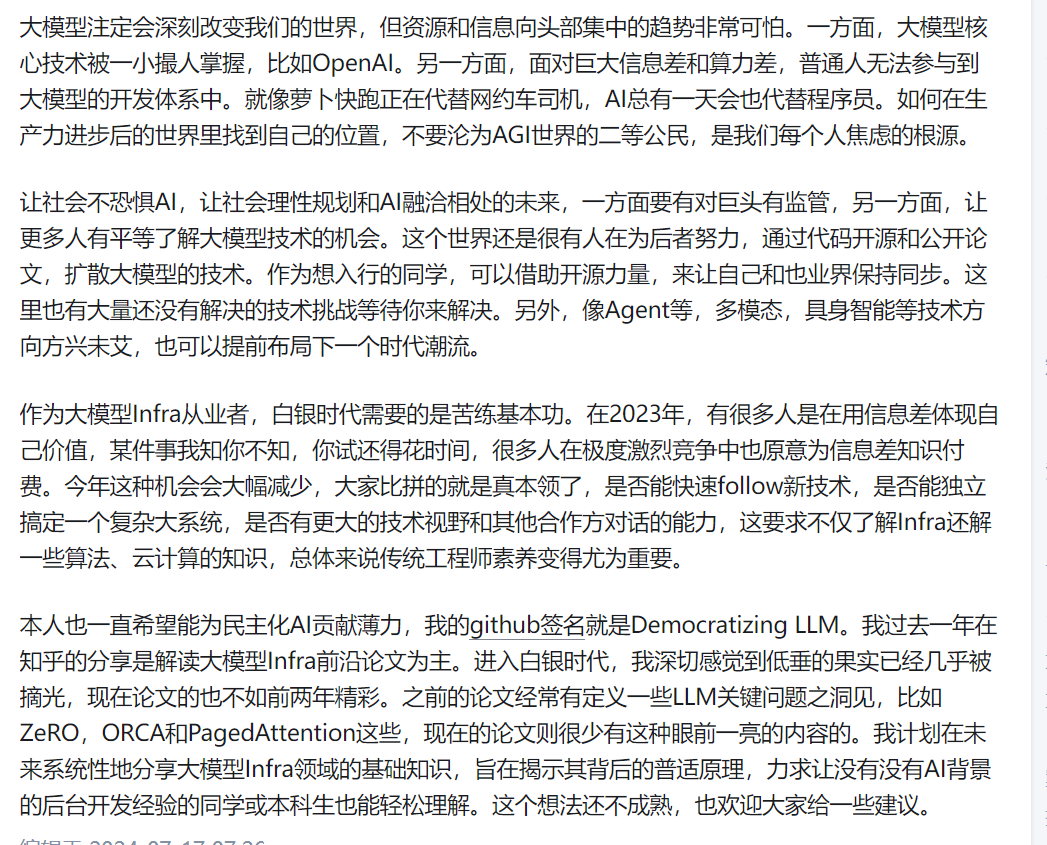 大模型注定会深刻改变我们的世界，但资源和信息向头部集中的趋势非常可怕。一方面，大模型核
心技术被一小撮人掌握，比如OpenAI。另一方面，面对巨大信息差和算力差，普通人无法参与到
大模型的开发体系中。就像萝卜快跑正在代替网约车司机，AI总有一天会也代替程序员。如何在生
产力进步后的世界里找到自己的位置，不要沦为AGI世界的二等公民，是我们每个人焦虑的根源。
让社会不恐惧AI，让社会理性规划和AI融洽相处的未来，一方面要有对巨头有监管，另一方面，让
更多人有平等了解大模型技术的机会。这个世界还是很有人在为后者努力，通过代码开源和公开论
文，扩散大模型的技术。作为想入行的同学，可以借助开源力量，来让自己和也业界保持同步。这
里也有大量还没有解决的技术挑战等待你来解决。另外，像Agent等，多模态，具身智能等技术方
向方兴未艾，也可以提前布局下一个时代潮流。
作为大模型Infra从业者，白银时代需要的是苦练基本功。在2023年，有很多人是在用信息差体现自
己价值，某件事我知你不知，你试还得花时间，很多人在极度激烈竞争中也原意为信息差知识付
费。今年这种机会会大幅减少，大家比拼的就是真本领了，是否能快速follow新技术，是否能独立
搞定一个复杂大系统，是否有更大的技术视野和其他合作方对话的能力，这要求不仅了解Infra还解
一些算法、云计算的知识，总体来说传统工程师素养变得尤为重要。
本人也一直希望能为民主化AI贡献薄力，我的github签名就是Democratizing LLM。我过去一年在
知乎的分享是解读大模型Infra前沿论文为主。进入白银时代，我深切感觉到低垂的果实已经几乎被
摘光，现在论文的也不如前两年精彩。之前的论文经常有定义一些LLM关键问题之洞见，比如
ZeRO，ORCA和PagedAttention这些，现在的论文则很少有这种眼前一亮的内容的。我计划在未
来系统性地分享大模型Infra领域的基础知识，旨在揭示其背后的普适原理，力求让没有没有AI背景
的后台开发经验的同学或本科生也能轻松理解。这个想法还不成熟，也欢迎大家给一些建议。